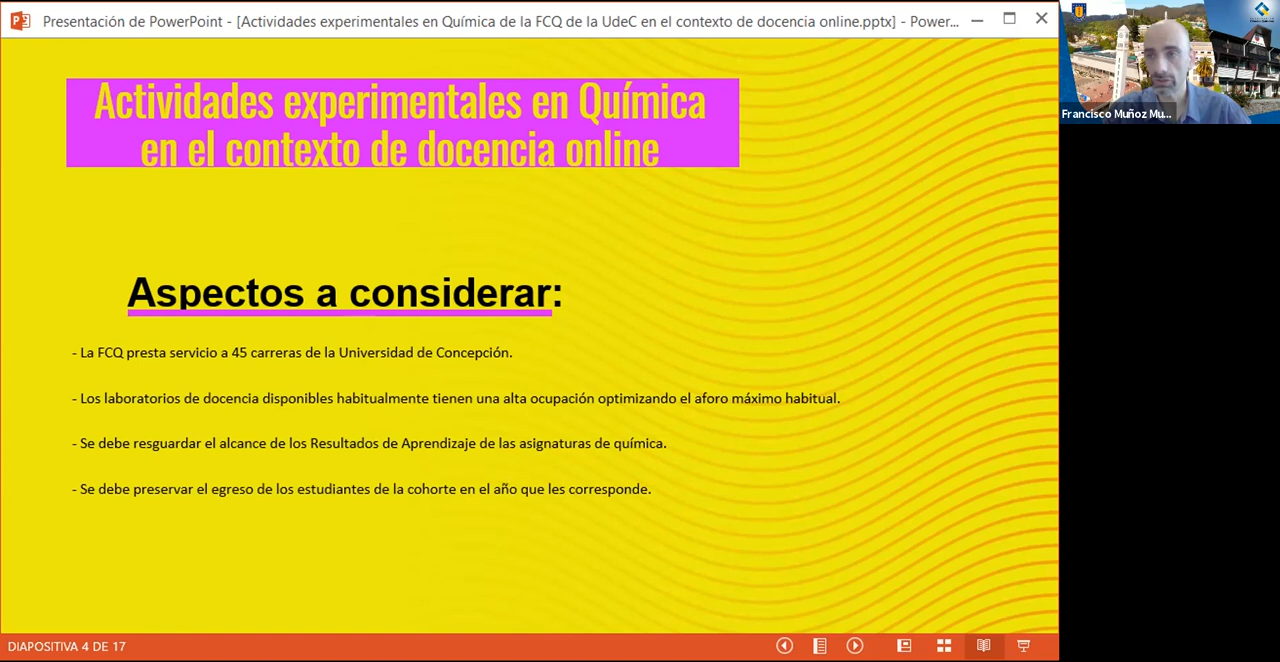 Presentación de PowerPoint - [Actividades experimentales en Química de la FCQ de la UdeC en el contexto de docencia online.pptx] - Power...
Francisco Muñoz Mu...
Actividades experimentales en Química
en el contexto de docencia online
Aspectos a considerar:
- La FCQ presta servicio a 45 carreras de la Universidad de Concepción.
- Los laboratorios de docencia disponibles habitualmente tienen una alta ocupación optimizando el aforo máximo habitual.
- Se debe resguardar el alcance de los Resultados de Aprendizaje de las asignaturas de química.
- Se debe preservar el egreso de los estudiantes de la cohorte en el año que les corresponde.
DIAPOSITIVA 4 DE 17